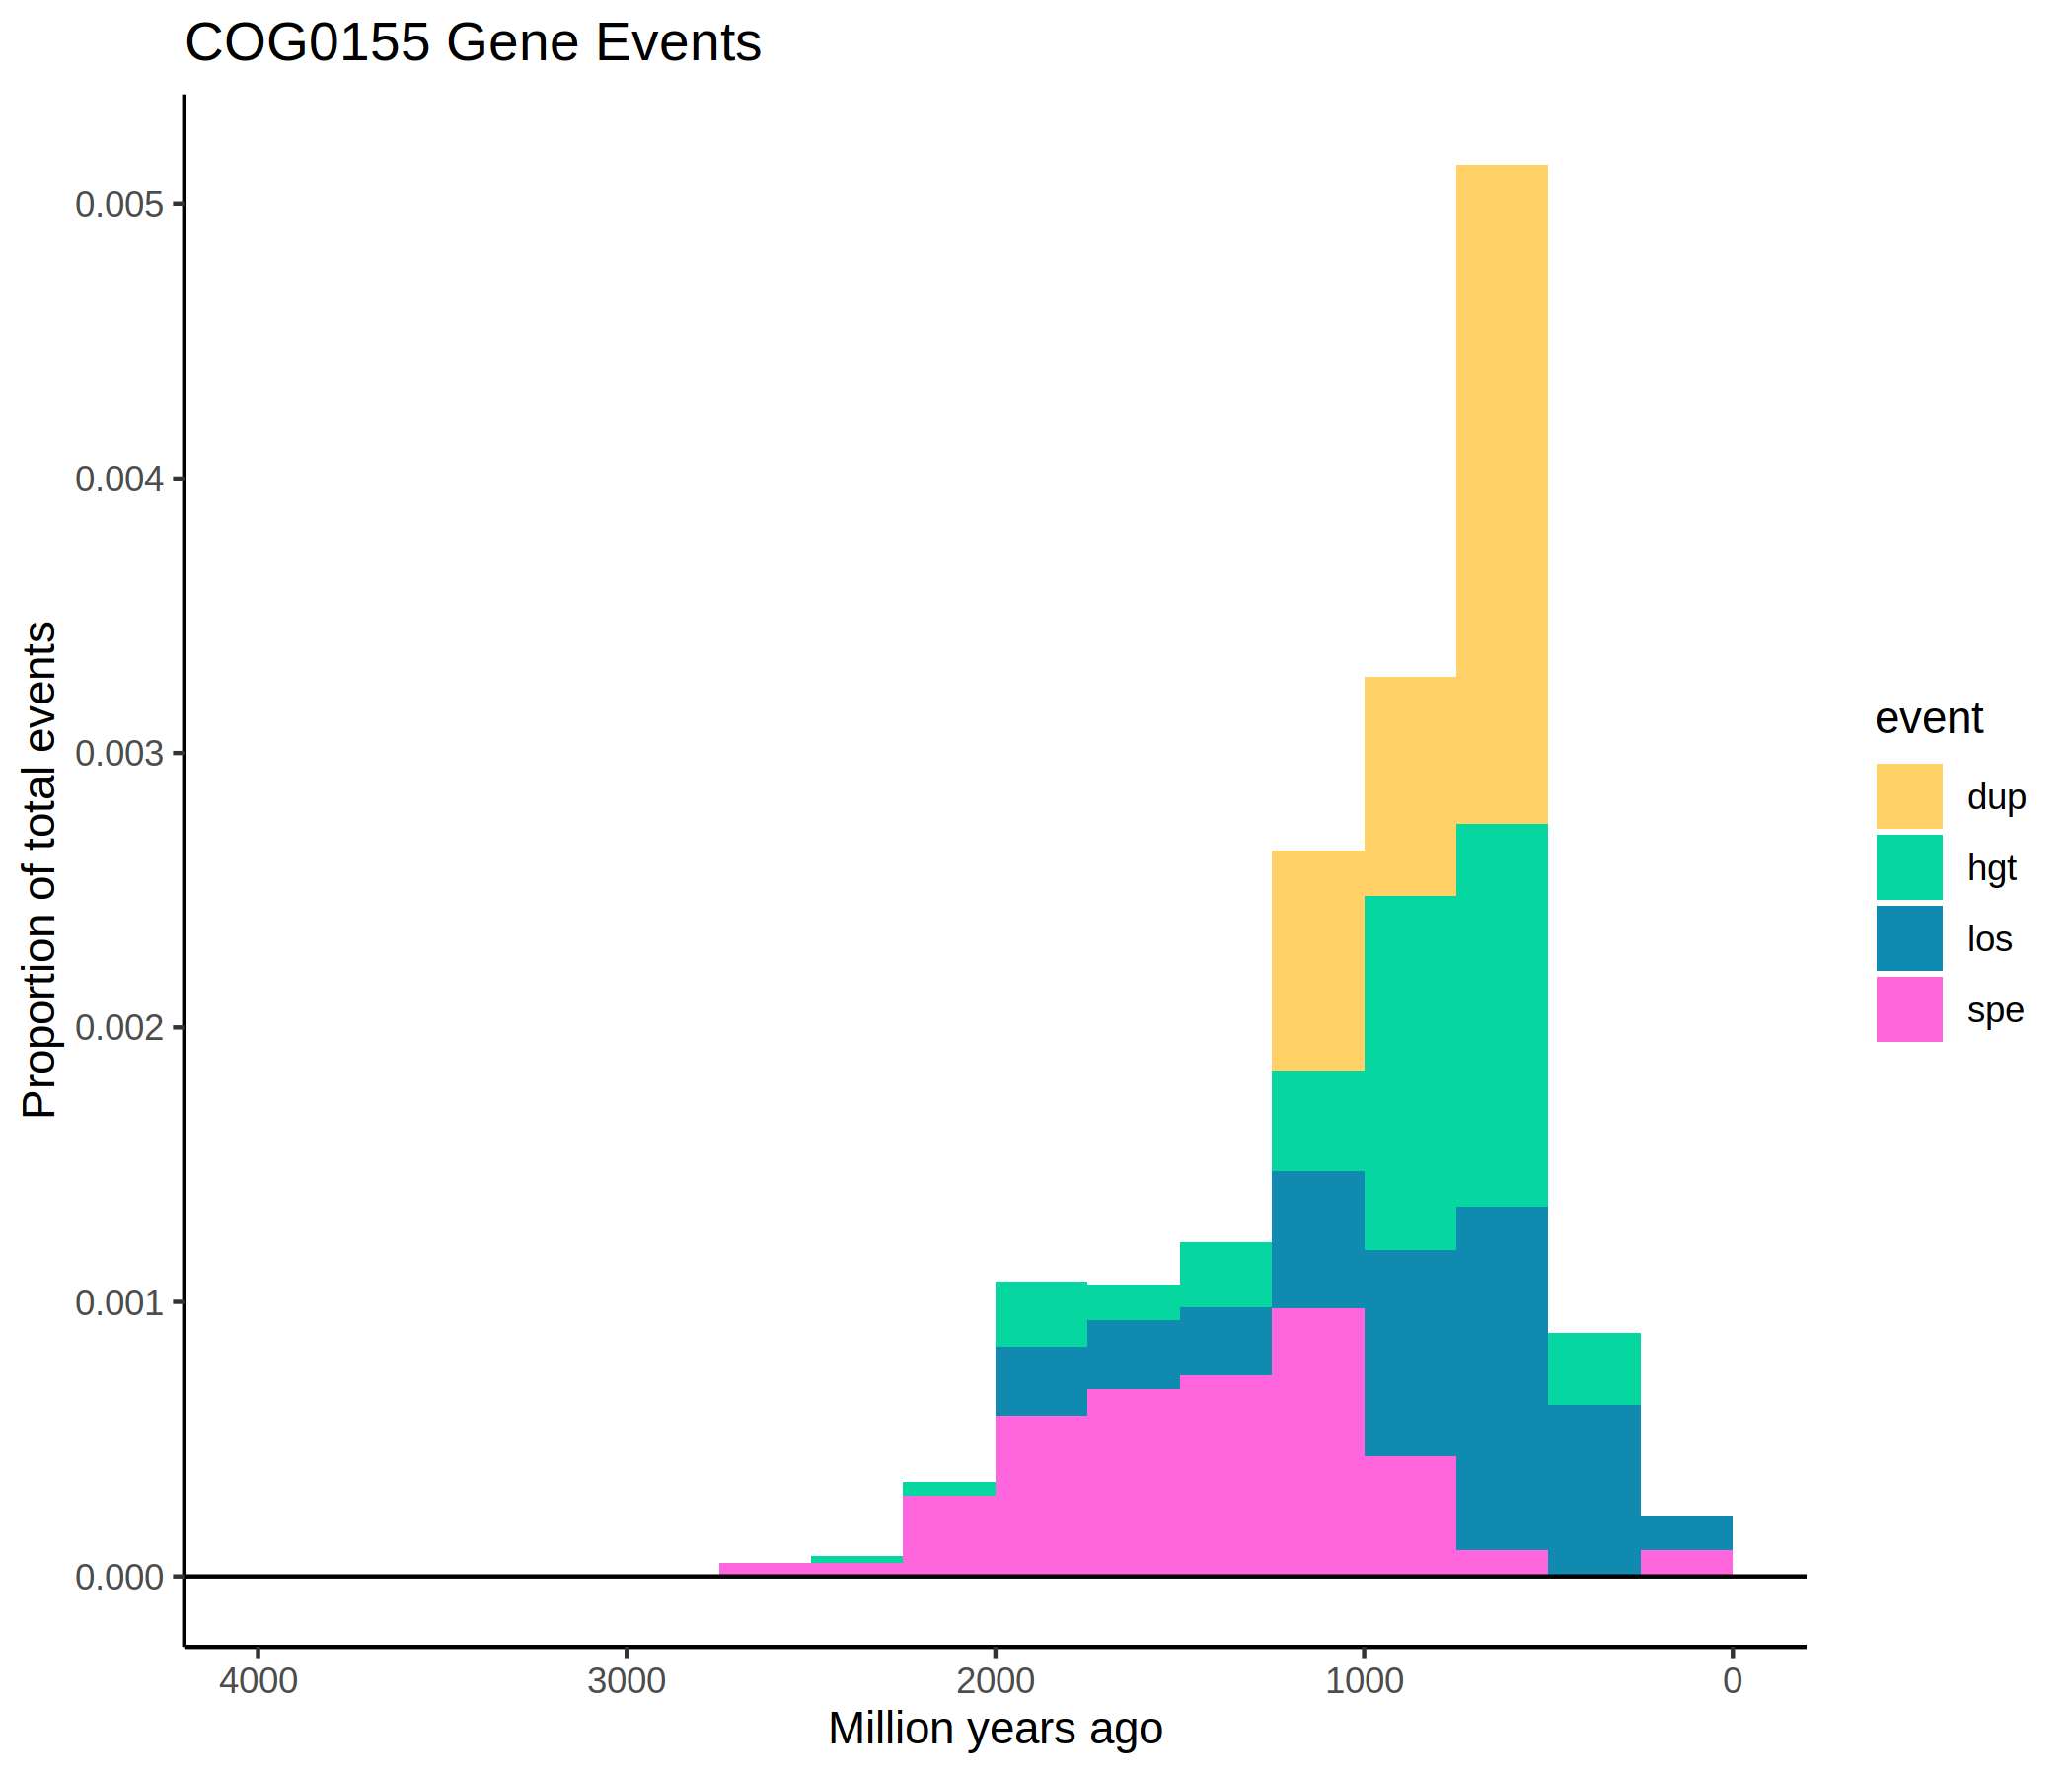 COG0155 Gene Events
Proportion of total events
0.005
0.004
0.003
0.002
0.001
0.000
4000 3000 2000 1000 0
Million years ago
event
dup
hgt
los
spe